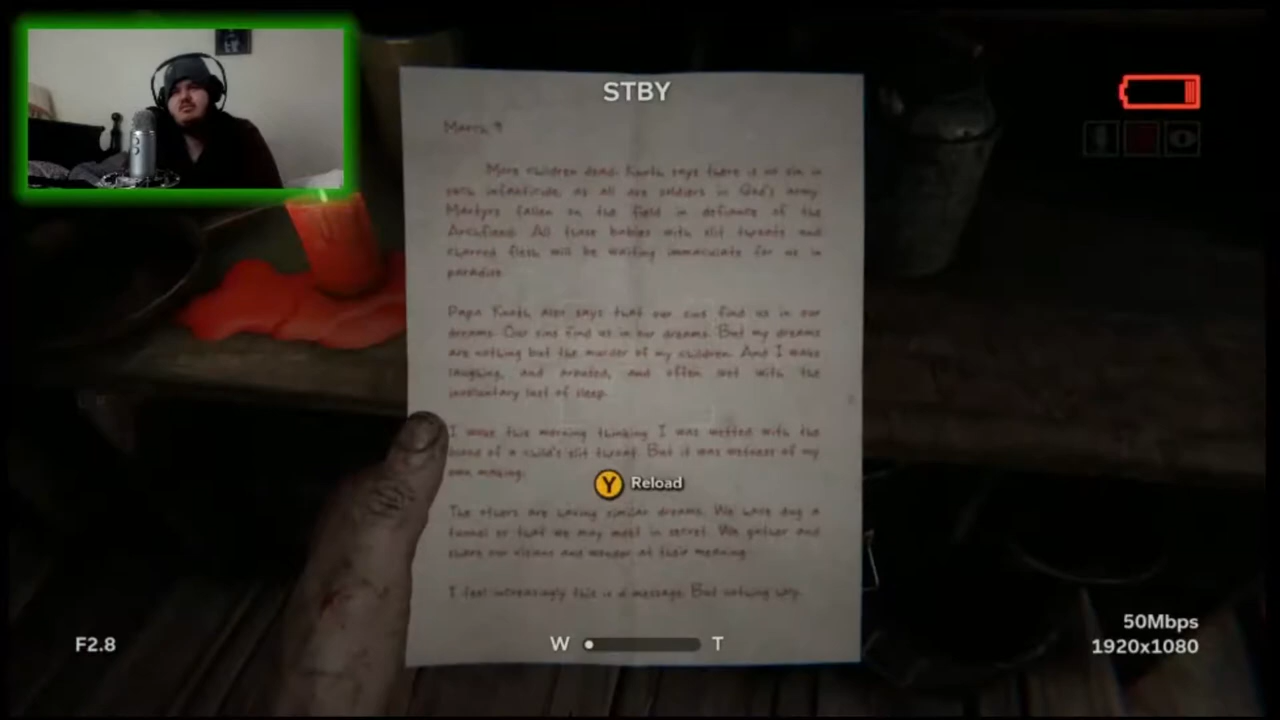 STBY
March 9
More children dead. Knoth says there is no sin in
such infanticide, as all are soldiers in God's army.
Martyrs fallen on the field in defiance of the
Archfiend. All those babies with slit throats and
charred flesh will be waiting immaculate for us in
paradise.
Papa Knoth also says that our sins find us in our
dreams. Our sins find us in our dreams. But my dreams
are nothing but the murder of my children. And I wake
laughing, and aroused, and often wet with the
involuntary lust of sleep.
I woke this morning thinking I was wetted with the
blood of a child's slit throat. But it was wetness of my
own making.
Y Reload
The others are having similar dreams. We have dug a
tunnel so that we may meet in secret. We gather and
share our visions and wonder at their meaning.
I feel increasingly this is a message. But nothing holy.
W T
F2.8
50Mbps
1920x1080